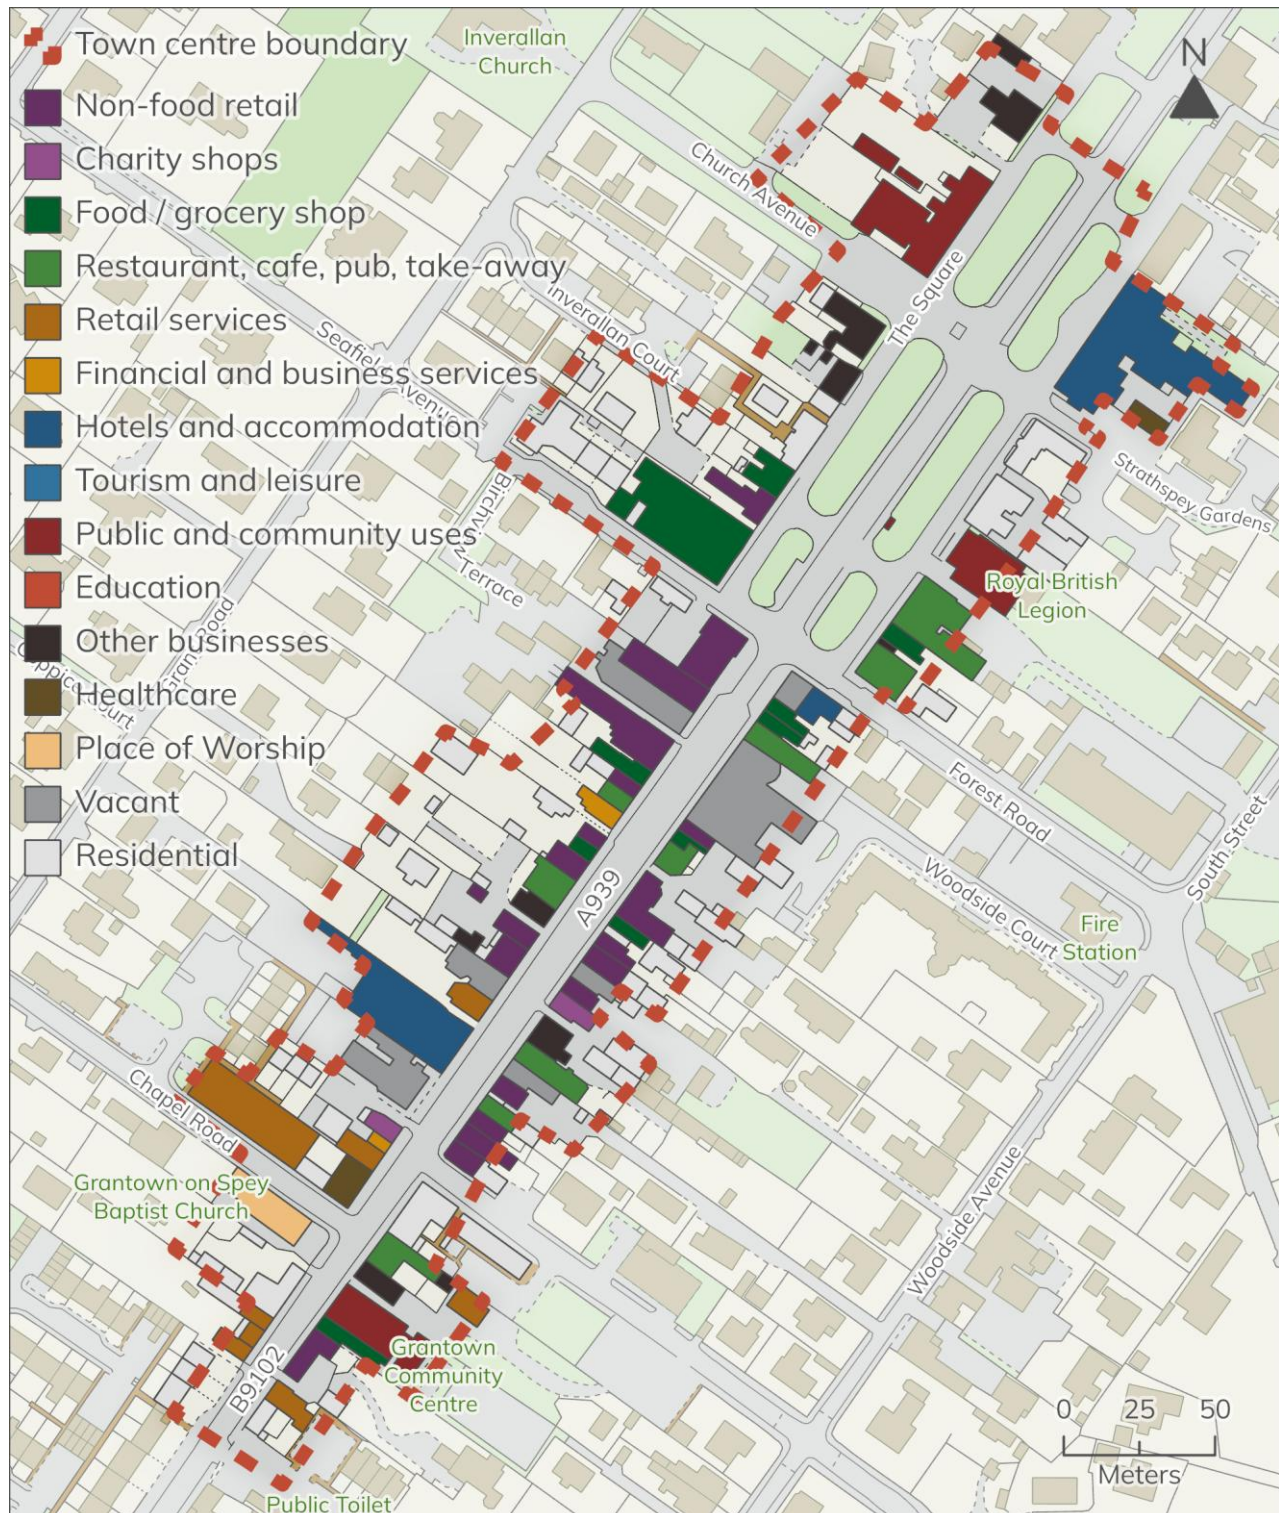 Town centre boundary
Non-food retail
Charity shops
Food / grocery shop
Restaurant, cafe, pub, take-away
Retail services
Financial and business services
Hotels and accommodation
Tourism and leisure
Public and community uses
Education
Other businesses
Healthcare
Place of Worship
Vacant
Residential
Inverallan
Church
N
Church Avenue
The Square
Inverallan Court
Seafield Avenue
Strathspey Gardens
Terrace
Royal British
Legion
Grant Road
Court
Forest Road
South Street
Woodside Court
A939
Fire
Station
Chapel Road
Grantown on Spey
Baptist Church
Woodside Avenue
B9102
Grantown
Community
Centre
Public Toilet
0 25 50
Meters